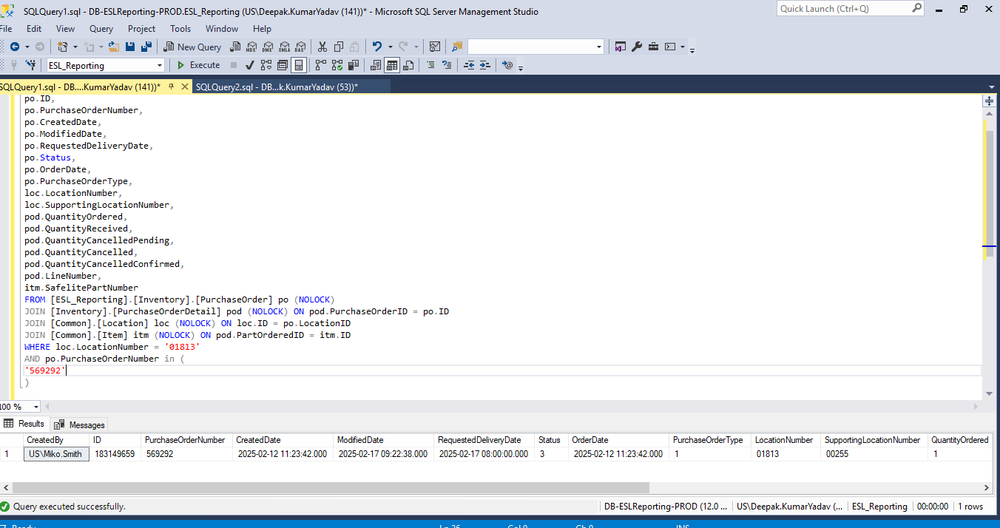 SQLQuery1.sql - DB-ESLReporting-PROD.ESL_Reporting (US\Deepak.KumarYadav (141))* - Microsoft SQL Server Management Studio
Quick Launch (Ctrl+Q)
File Edit View Query Project Tools Window Help
New Query MDX DMX XMLA DAX
ESL_Reporting Execute
SQLQuery1.sql - DB....KumarYadav (141))* SQLQuery2.sql - DB...k.KumarYadav (53))*
po.ID,
po.PurchaseOrderNumber,
po.CreatedDate,
po.ModifiedDate,
po.RequestedDeliveryDate,
po.Status,
po.OrderDate,
po.PurchaseOrderType,
loc.LocationNumber,
loc.SupportingLocationNumber,
pod.QuantityOrdered,
pod.QuantityReceived,
pod.QuantityCancelledPending,
pod.QuantityCancelled,
pod.QuantityCancelledConfirmed,
pod.LineNumber,
itm.SafelitePartNumber
FROM [ESL_Reporting].[Inventory].[PurchaseOrder] po (NOLOCK)
JOIN [Inventory].[PurchaseOrderDetail] pod (NOLOCK) ON pod.PurchaseOrderID = po.ID
JOIN [Common].[Location] loc (NOLOCK) ON loc.ID = po.LocationID
JOIN [Common].[Item] itm (NOLOCK) ON pod.PartOrderedID = itm.ID
WHERE loc.LocationNumber = '01813'
AND po.PurchaseOrderNumber in (
'569292'
)
100 %
Results Messages
CreatedBy ID PurchaseOrderNumber CreatedDate ModifiedDate RequestedDeliveryDate Status OrderDate PurchaseOrderType LocationNumber SupportingLocationNumber QuantityOrdered
1 US\Miko.Smith 183149659 569292 2025-02-12 11:23:42.000 2025-02-17 09:22:38.000 2025-02-17 08:00:00.000 3 2025-02-12 11:23:42.000 1 01813 00255 1
Query executed successfully. DB-ESLReporting-PROD (12.0 ... US\Deepak.KumarYadav (... ESL_Reporting 00:00:00 1 rows